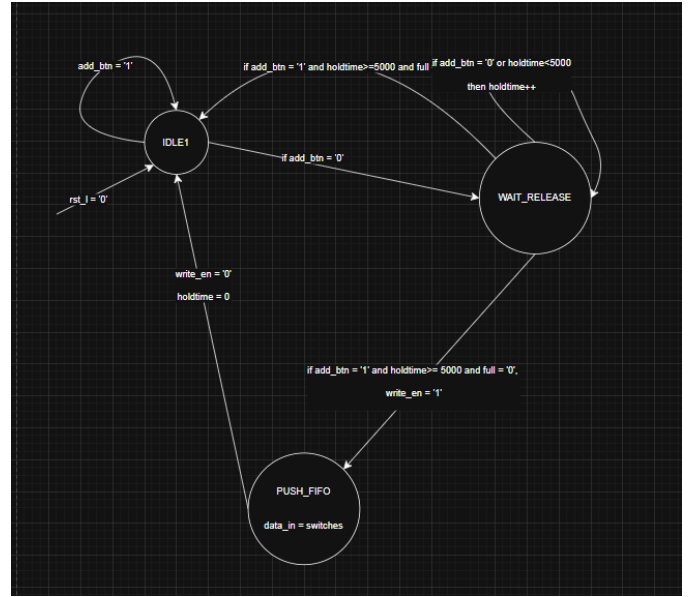 add_btn = '1'
if add_btn = '1' and holdtime>=5000 and full
if add_btn = '0' or holdtime<5000
then holdtime++
IDLE1
if add_btn = '0'
WAIT_RELEASE
rst_l = '0'
write_en = '0'
holdtime = 0
if add_btn = '1' and holdtime>= 5000 and full = '0',
write_en = '1'
PUSH_FIFO
data_in = switches